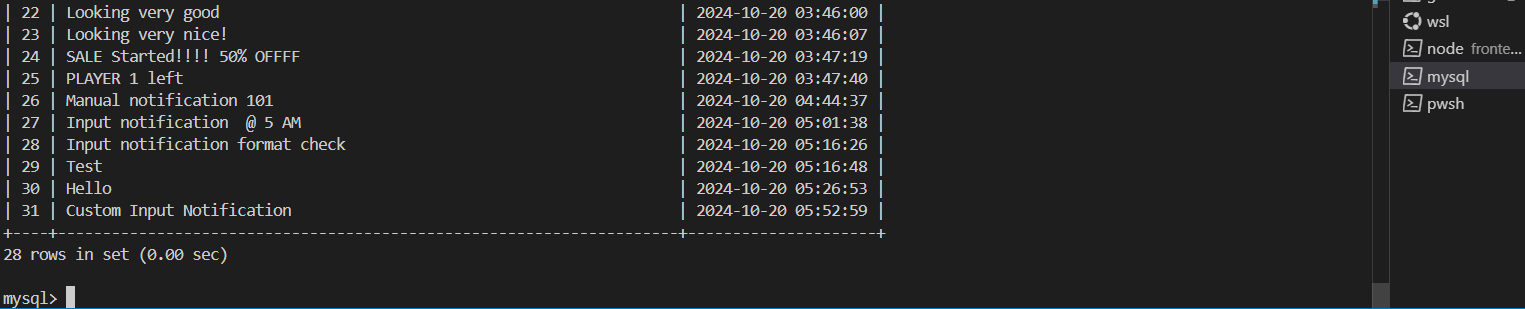 | 22 | Looking very good | 2024-10-20 03:46:00 |
| 23 | Looking very nice! | 2024-10-20 03:46:07 |
| 24 | SALE Started!!!! 50% OFFFF | 2024-10-20 03:47:19 |
| 25 | PLAYER 1 left | 2024-10-20 03:47:40 |
| 26 | Manual notification 101 | 2024-10-20 04:44:37 |
| 27 | Input notification  @ 5 AM | 2024-10-20 05:01:38 |
| 28 | Input notification format check | 2024-10-20 05:16:26 |
| 29 | Test | 2024-10-20 05:16:48 |
| 30 | Hello | 2024-10-20 05:26:53 |
| 31 | Custom Input Notification | 2024-10-20 05:52:59 |
+----+------------------------------------------------------------------+---------------------+
28 rows in set (0.00 sec)
mysql>
wsl
node fronte...
mysql
pwsh